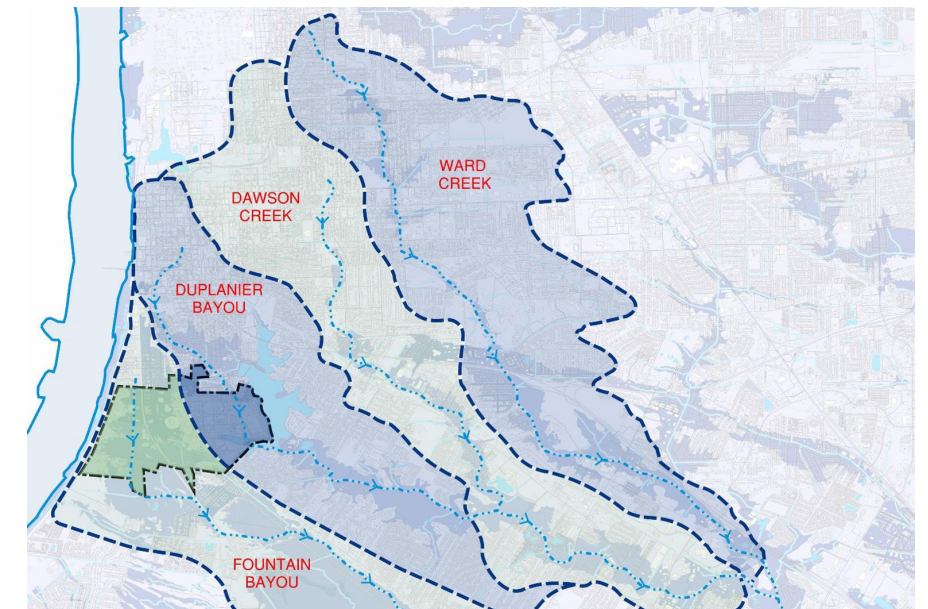 WARD
CREEK
DAWSON
CREEK
DUPLANIER
BAYOU
FOUNTAIN
BAYOU